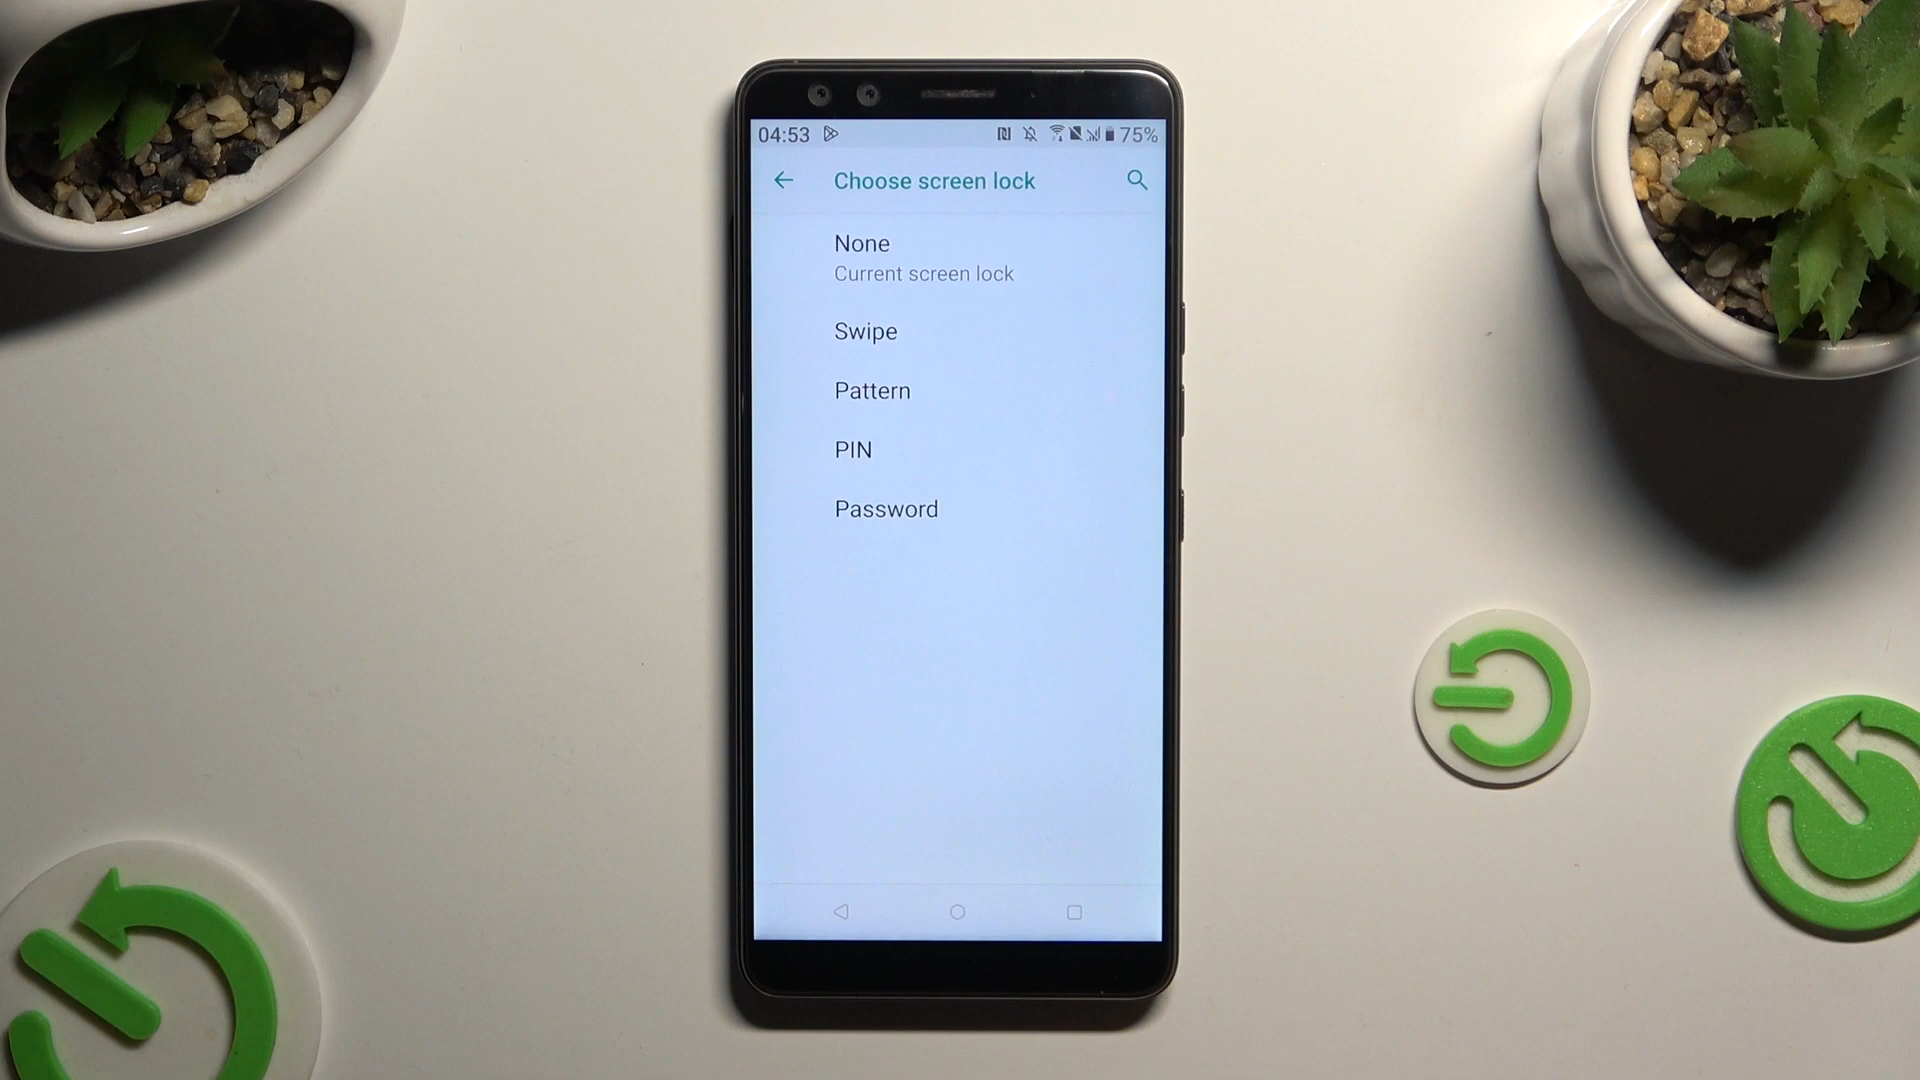 04:53 75%
Choose screen lock
None
Current screen lock
Swipe
Pattern
PIN
Password